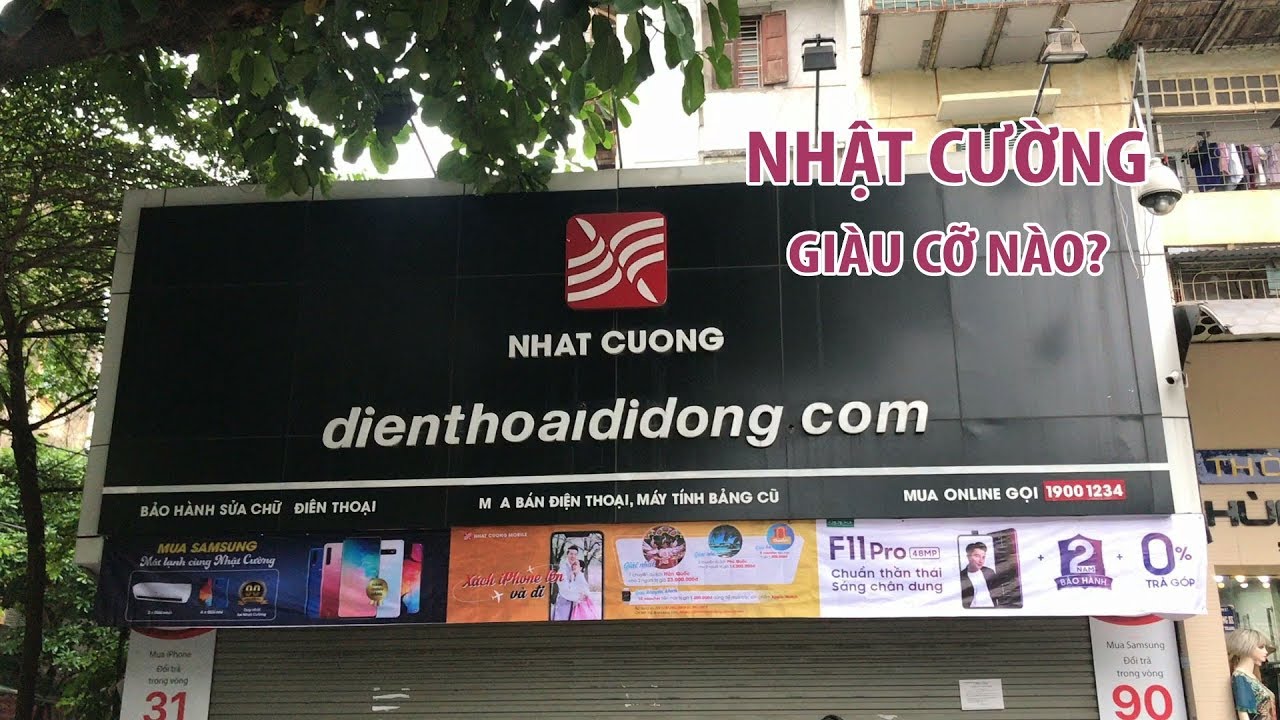 NHẬT CƯỜNG
GIÀU CỠ NÀO?
NHAT CUONG
dienthoaididong com
BẢO HÀNH SỬA CHỮ ĐIỆN THOẠI
M A BÁN ĐIỆN THOẠI, MÁY TÍNH BẢNG CŨ
MUA ONLINE GỌI 1900 1234
MUA SAMSUNG
Mát lạnh cùng Nhật Cường
NHAT CUONG MOBILE
Xách iPhone lên
và đi
F11 Pro 48MP
Chuẩn thần thái
Sáng chân dung
+ 2 NĂM BẢO HÀNH + 0% TRẢ GÓP
Mua iPhone
Đổi trả
trong vòng
31
Mua Samsung
Đổi trả
trong vòng
90